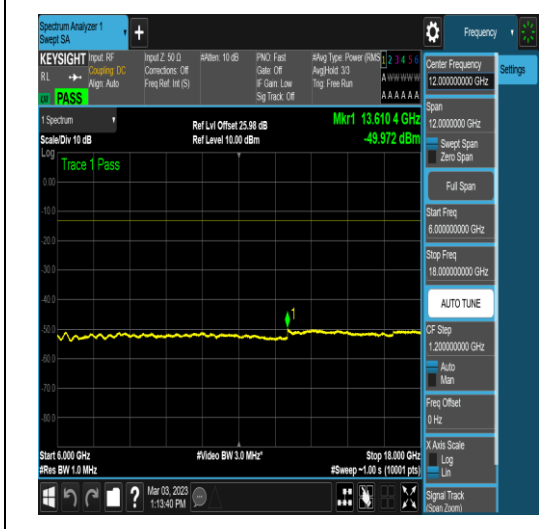 Spectrum Analyzer 1
Swept SA
+
Frequency
KEYSIGHT
RL
PASS
Input: RF
Coupling: DC
Align: Auto
Input Z: 50 Ω
Corrections: Off
Freq Ref: Int (S)
#Atten: 10 dB
PNO: Fast
Gate: Off
IF Gain: Low
Sig Track: Off
#Avg Type: Power (RMS
Avg|Hold: 3/3
Trig: Free Run
1 2 3 4 5 6
A W W W W W
A A A A A A
1 Spectrum
Scale/Div 10 dB
Ref Lvl Offset 25.98 dB
Ref Level 10.00 dBm
Mkr1 13.610 4 GHz
-49.972 dBm
Log
Trace 1 Pass
0.00
-10.0
-20.0
-30.0
-40.0
-50.0
-60.0
-70.0
-80.0
1
Start 6.000 GHz
#Res BW 1.0 MHz
#Video BW 3.0 MHz*
Stop 18.000 GHz
#Sweep ~1.00 s (10001 pts)
Mar 03, 2023
1:13:40 PM
Settings
Center Frequency
12.000000000 GHz
Span
12.0000000 GHz
Swept Span
Zero Span
Full Span
Start Freq
6.000000000 GHz
Stop Freq
18.000000000 GHz
AUTO TUNE
CF Step
1.200000000 GHz
Auto
Man
Freq Offset
0 Hz
X Axis Scale
Log
Lin
Signal Track
(Span Zoom)